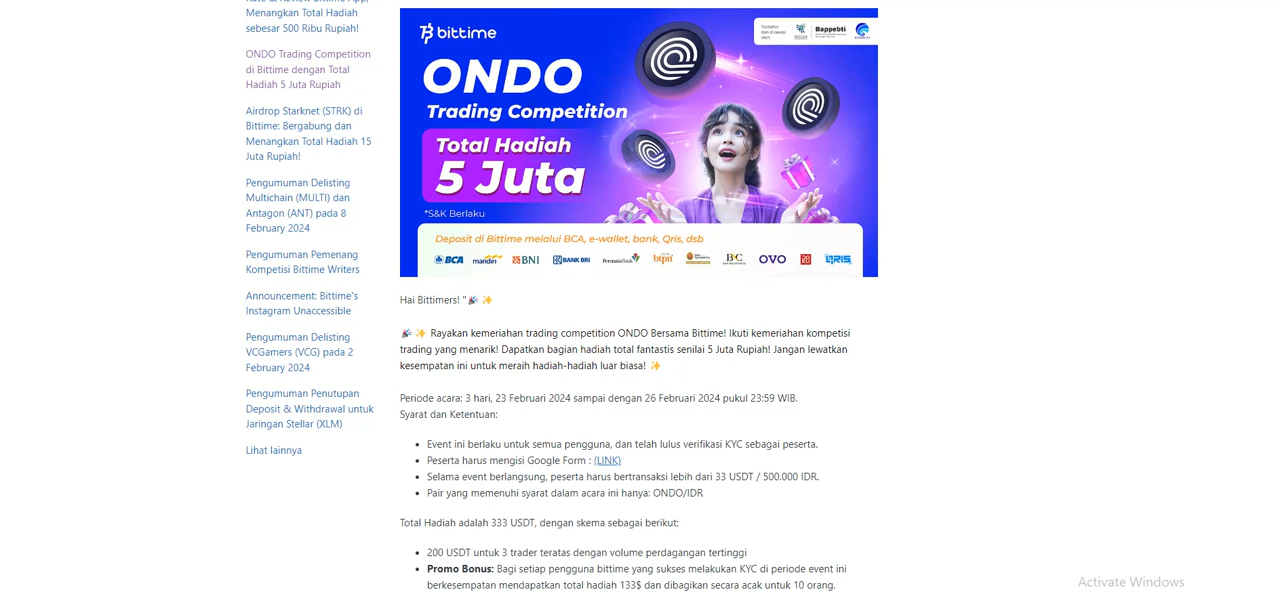 Rate & Review Bittime App,
Menangkan Total Hadiah
sebesar 500 Ribu Rupiah!
ONDO Trading Competition
di Bittime dengan Total
Hadiah 5 Juta Rupiah
Airdrop Starknet (STRK) di
Bittime: Bergabung dan
Menangkan Total Hadiah 15
Juta Rupiah!
Pengumuman Delisting
Multichain (MULTI) dan
Antagon (ANT) pada 8
February 2024
Pengumuman Pemenang
Kompetisi Bittime Writers
Announcement: Bittime's
Instagram Unaccessible
Pengumuman Delisting
VCGamers (VCG) pada 2
February 2024
Pengumuman Penutupan
Deposit & Withdrawal untuk
Jaringan Stellar (XLM)
Lihat lainnya
bittime
Bappebti
ONDO
Trading Competition
Total Hadiah
5 Juta
*S&K Berlaku
Deposit di Bittime melalui BCA, e-wallet, bank, Qris, dsb
BCA mandiri BNI BANK BRI PermataBank btpn OVO QRIS
Hai Bittimers! "🎉 ✨
🎉 ✨ Rayakan kemeriahan trading competition ONDO Bersama Bittime! Ikuti kemeriahan kompetisi
trading yang menarik! Dapatkan bagian hadiah total fantastis senilai 5 Juta Rupiah! Jangan lewatkan
kesempatan ini untuk meraih hadiah-hadiah luar biasa! ✨
Periode acara: 3 hari, 23 Februari 2024 sampai dengan 26 Februari 2024 pukul 23:59 WIB.
Syarat dan Ketentuan:
• Event ini berlaku untuk semua pengguna, dan telah lulus verifikasi KYC sebagai peserta.
• Peserta harus mengisi Google Form : (LINK)
• Selama event berlangsung, peserta harus bertransaksi lebih dari 33 USDT / 500.000 IDR.
• Pair yang memenuhi syarat dalam acara ini hanya: ONDO/IDR
Total Hadiah adalah 333 USDT, dengan skema sebagai berikut:
• 200 USDT untuk 3 trader teratas dengan volume perdagangan tertinggi
• Promo Bonus: Bagi setiap pengguna bittime yang sukses melakukan KYC di periode event ini
berkesempatan mendapatkan total hadiah 133$ dan dibagikan secara acak untuk 10 orang.
Activate Windows